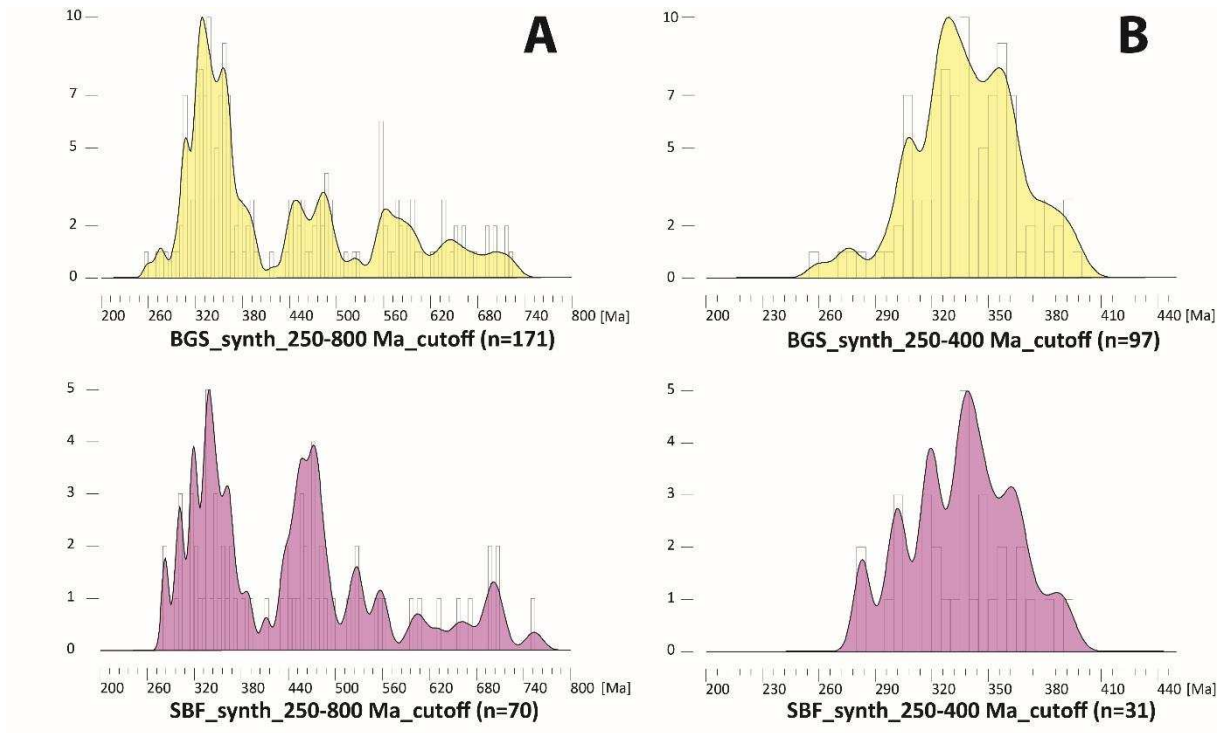 A
10
7
5
2
0
200 260 320 380 440 500 560 620 680 740 800 [Ma]
BGS_synth_250-800 Ma_cutoff (n=171)
B
10
7
5
2
0
200 230 260 290 320 350 380 410 440 [Ma]
BGS_synth_250-400 Ma_cutoff (n=97)
5
4
3
2
1
0
200 260 320 380 440 500 560 620 680 740 800 [Ma]
SBF_synth_250-800 Ma_cutoff (n=70)
5
4
3
2
1
0
200 230 260 290 320 350 380 410 440 [Ma]
SBF_synth_250-400 Ma_cutoff (n=31)